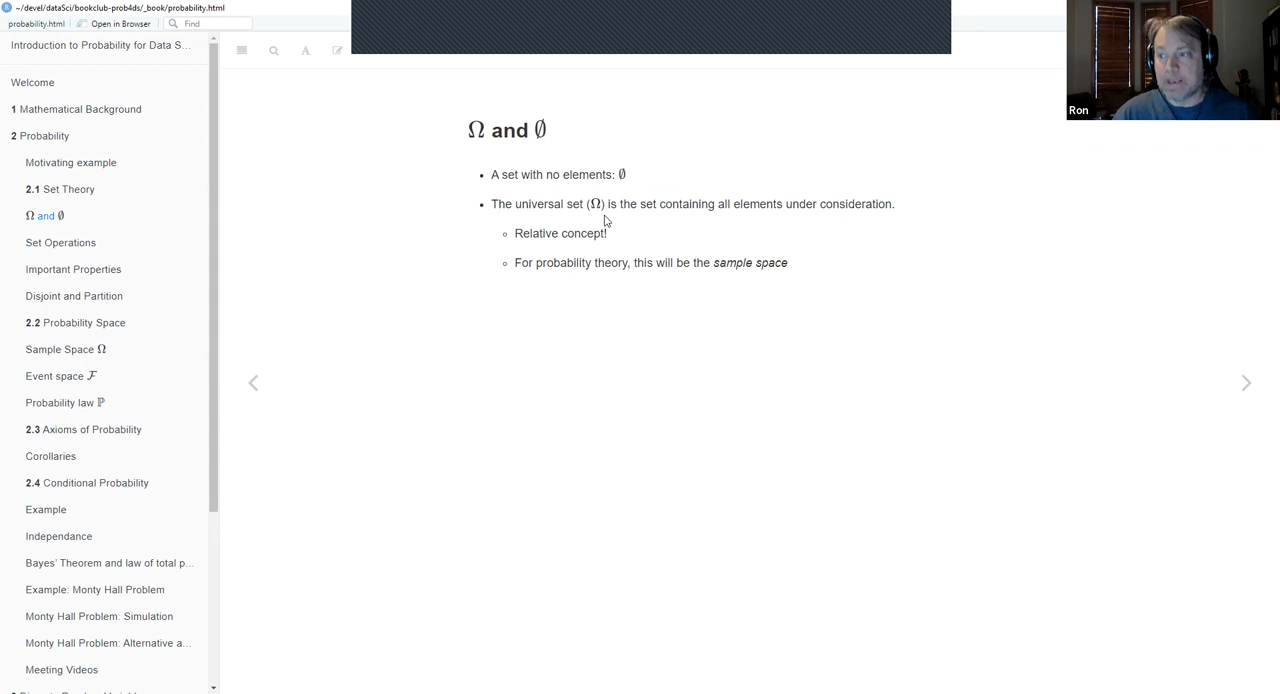 ~/devel/dataSci/bookclub-prob4ds/_book/probability.html
probability.html Open in Browser Find
Introduction to Probability for Data S...
Welcome
1 Mathematical Background
2 Probability
Motivating example
2.1 Set Theory
Ω and ∅
Set Operations
Important Properties
Disjoint and Partition
2.2 Probability Space
Sample Space Ω
Event space ℱ
Probability law ℙ
2.3 Axioms of Probability
Corollaries
2.4 Conditional Probability
Example
Independance
Bayes' Theorem and law of total p...
Example: Monty Hall Problem
Monty Hall Problem: Simulation
Monty Hall Problem: Alternative a...
Meeting Videos
Ω and ∅
A set with no elements: ∅
The universal set (Ω) is the set containing all elements under consideration.
Relative concept!
For probability theory, this will be the sample space
Ron